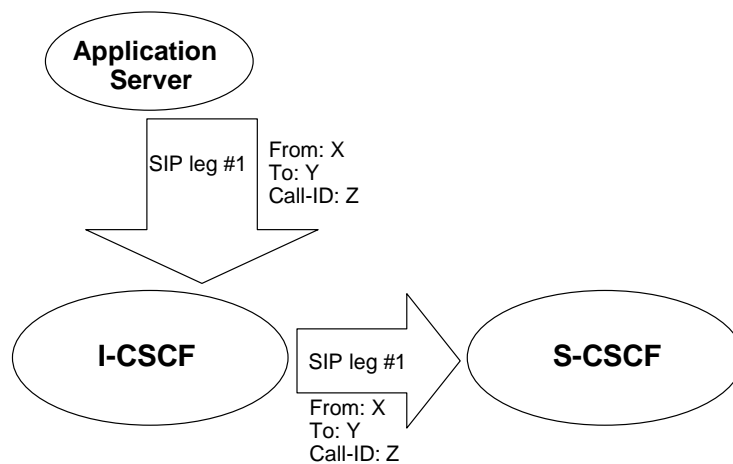 Application
Server
SIP leg #1
From: X
To: Y
Call-ID: Z
I-CSCF
SIP leg #1
S-CSCF
From: X
To: Y
Call-ID: Z